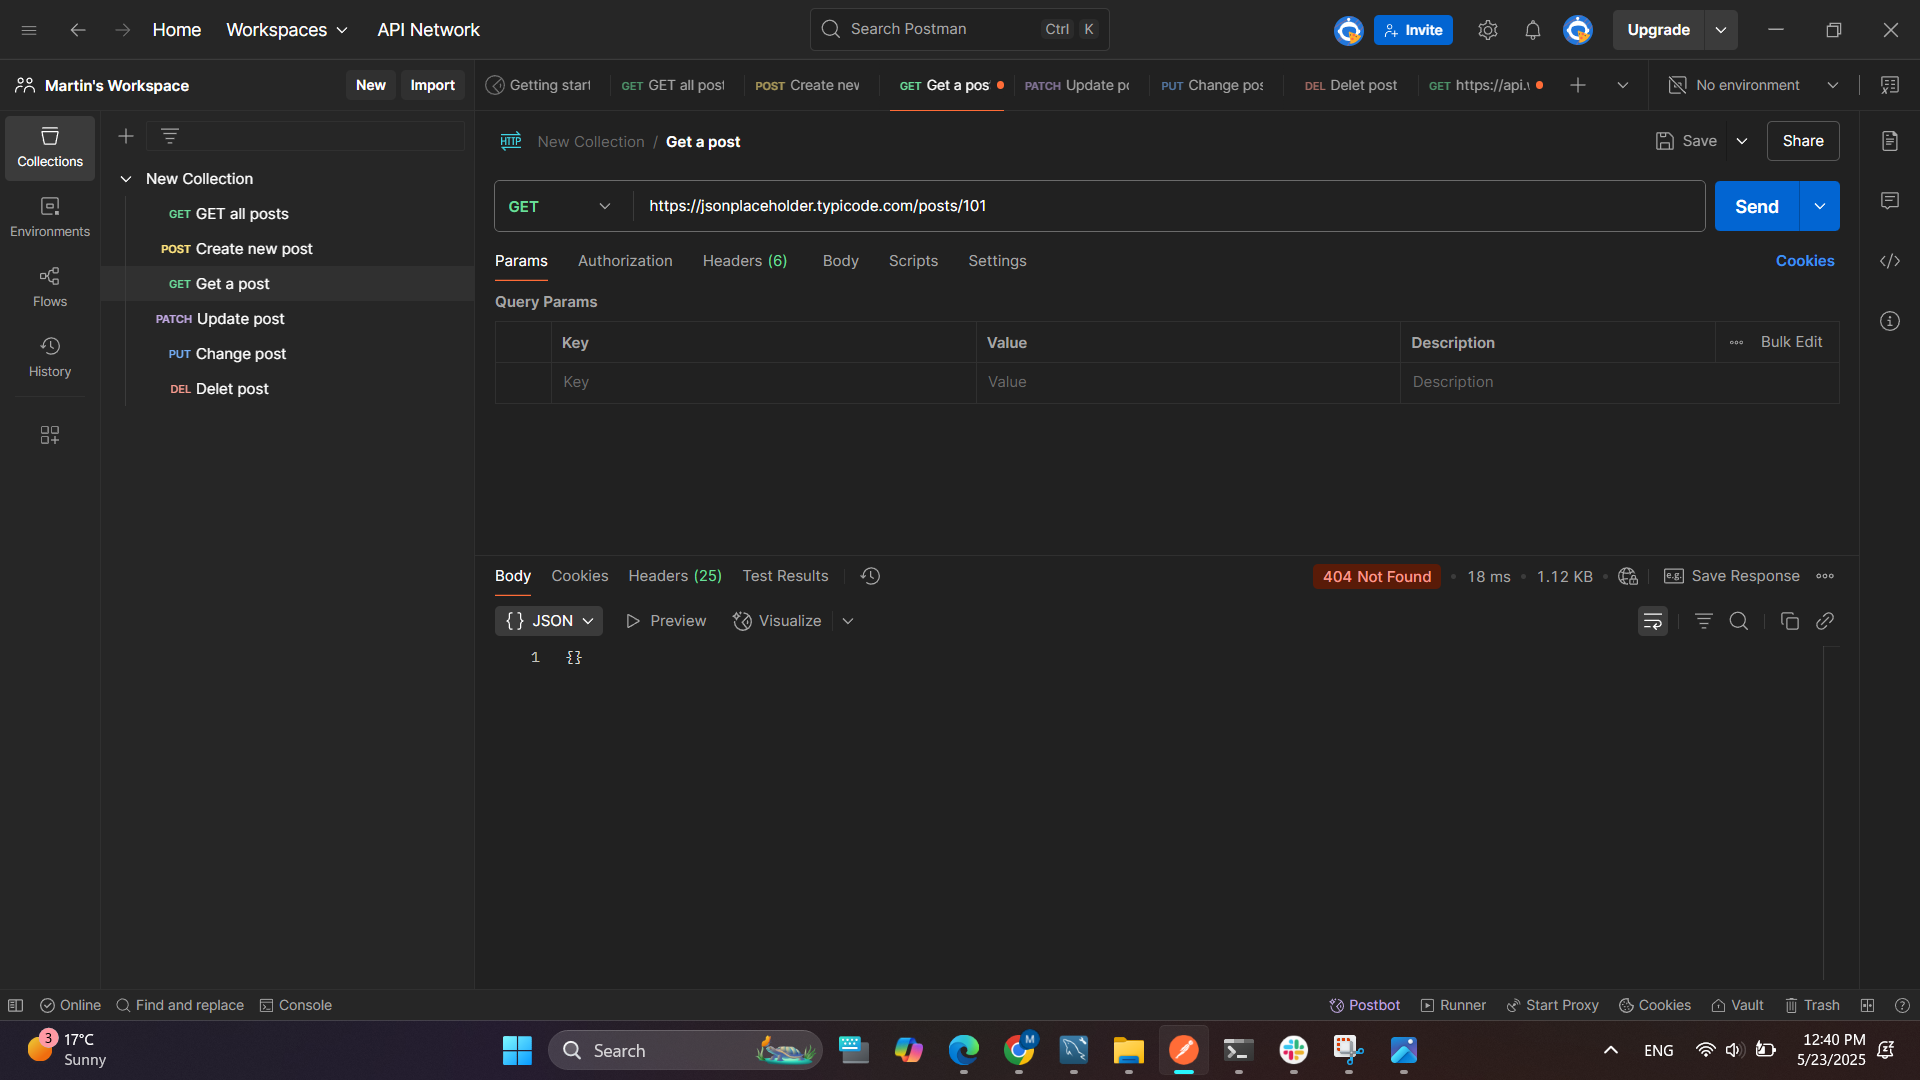 Home Workspaces API Network Search Postman Ctrl K Invite Upgrade
Martin's Workspace New Import
Getting start GET GET all post POST Create new GET Get a pos PATCH Update po PUT Change pos DEL Delet post GET https://api. No environment
Collections
Environments
Flows
History
New Collection
GET GET all posts
POST Create new post
GET Get a post
PATCH Update post
PUT Change post
DEL Delet post
HTTP New Collection / Get a post Save Share
GET https://jsonplaceholder.typicode.com/posts/101 Send
Params Authorization Headers (6) Body Scripts Settings Cookies
Query Params
Key Value Description Bulk Edit
Key Value Description
Body Cookies Headers (25) Test Results 404 Not Found • 18 ms • 1.12 KB • e.g. Save Response
{} JSON Preview Visualize
1 {}
Online Find and replace Console Postbot Runner Start Proxy Cookies Vault Trash
3 17°C
Sunny
Search
M
ENG
12:40 PM
5/23/2025